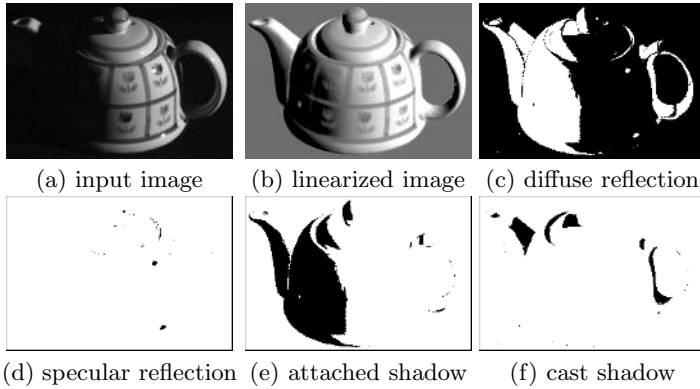 (a) input image (b) linearized image (c) diffuse reflection
(d) specular reflection (e) attached shadow (f) cast shadow